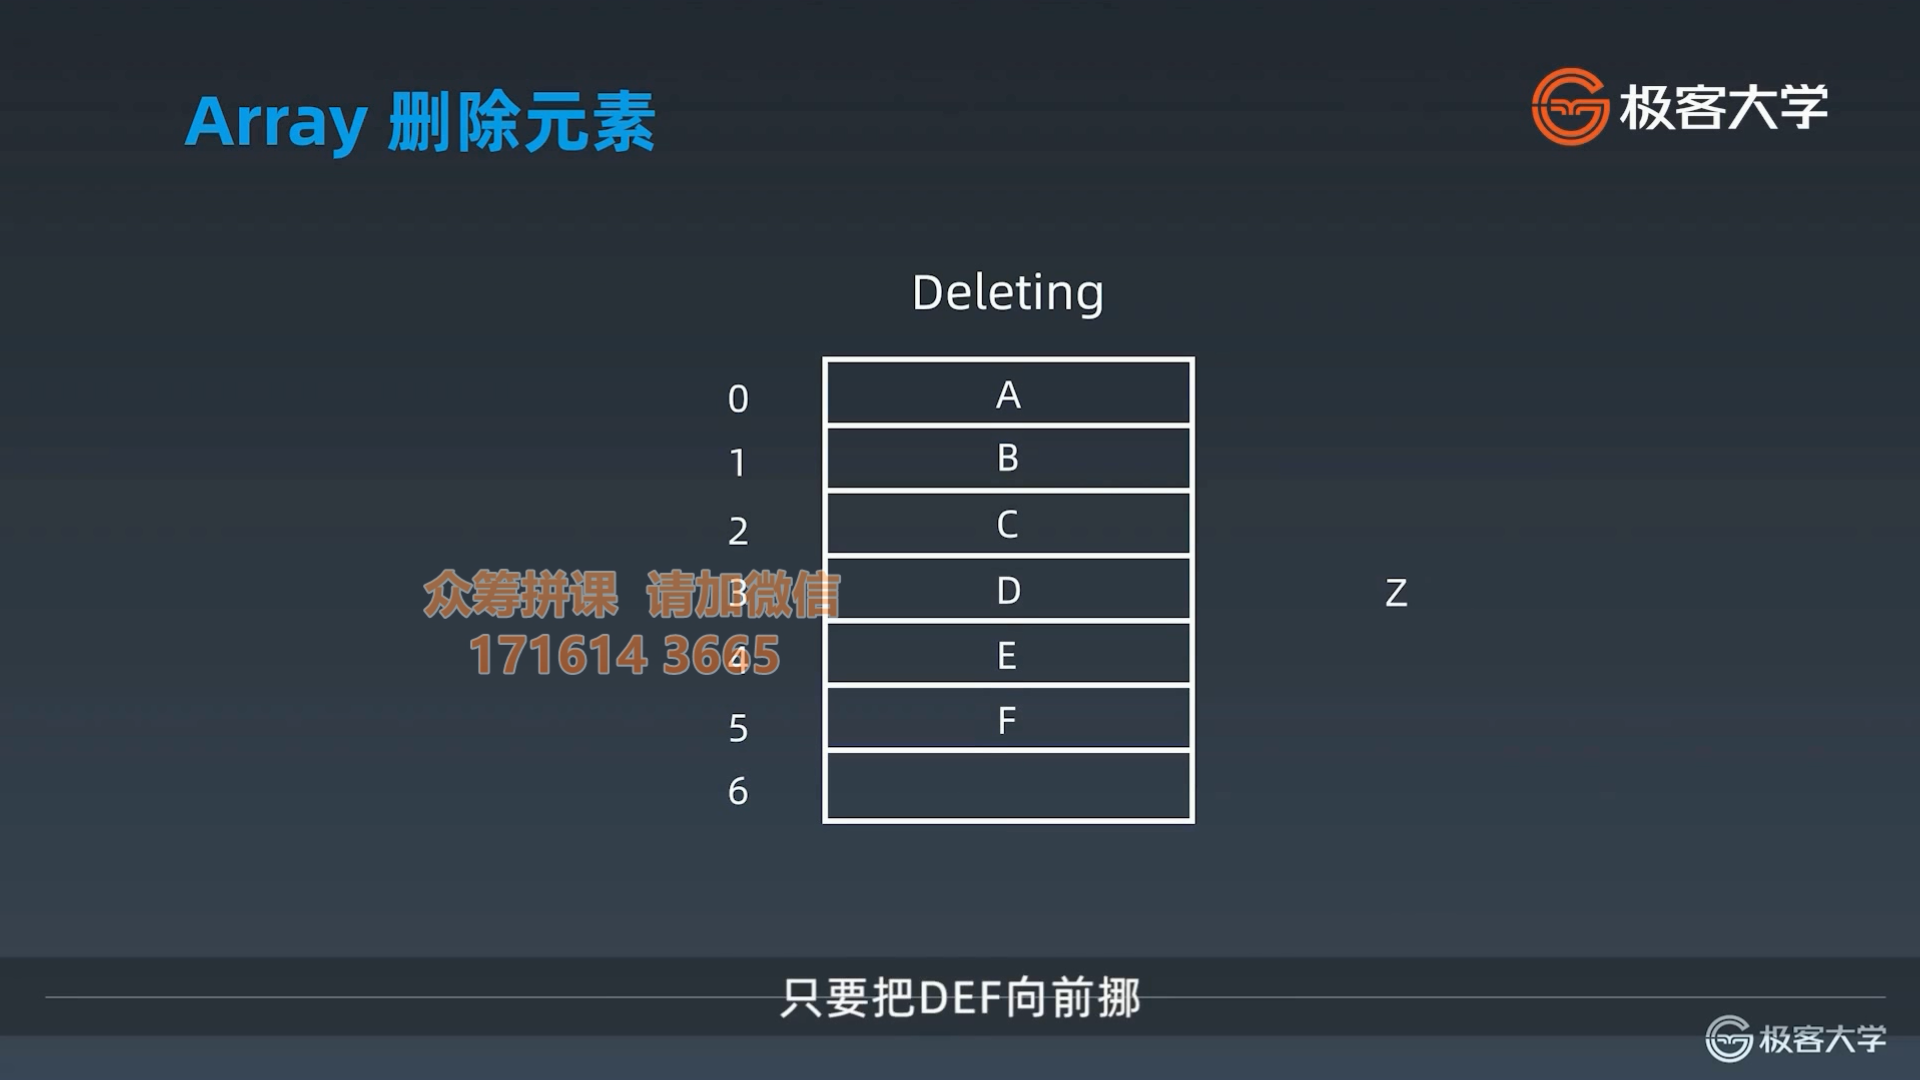 Array 删除元素
极客大学
Deleting
0 A
1 B
2 C
3 D Z
4 E
5 F
6
众筹拼课 请加微信
171614 3665
只要把DEF向前挪
极客大学